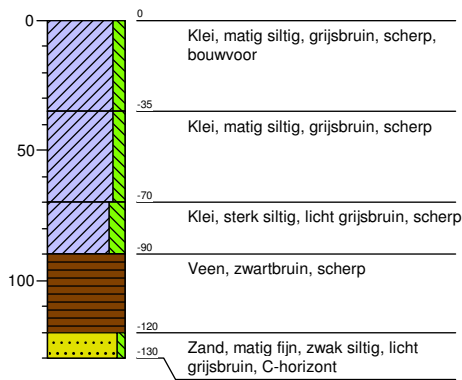 0
0
Klei, matig siltig, grijsbruin, scherp,
bouwvoor
-35
Klei, matig siltig, grijsbruin, scherp
50
-70
Klei, sterk siltig, licht grijsbruin, scherp
-90
Veen, zwartbruin, scherp
100
-120
Zand, matig fijn, zwak siltig, licht
grijsbruin, C-horizont
-130